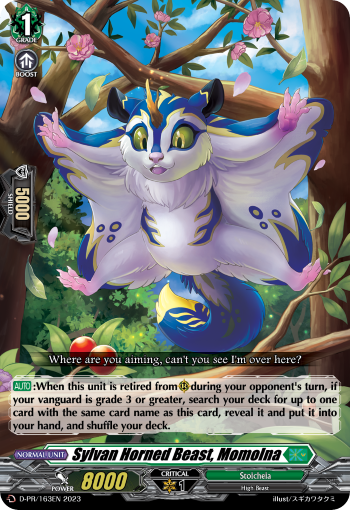 1
GRADE
BOOST
5000
SHIELD
Where are you aiming, can't you see I'm over here?
AUTO:When this unit is retired from R during your opponent's turn, if
your vanguard is grade 3 or greater, search your deck for up to one
card with the same card name as this card, reveal it and put it into
your hand, and shuffle your deck.
NORMAL UNIT
Sylvan Horned Beast, Momoina
POWER 8000
CRITICAL
1
Stoicheia
High Beast
D-PR/163EN 2023
illust/スギカワタクミ